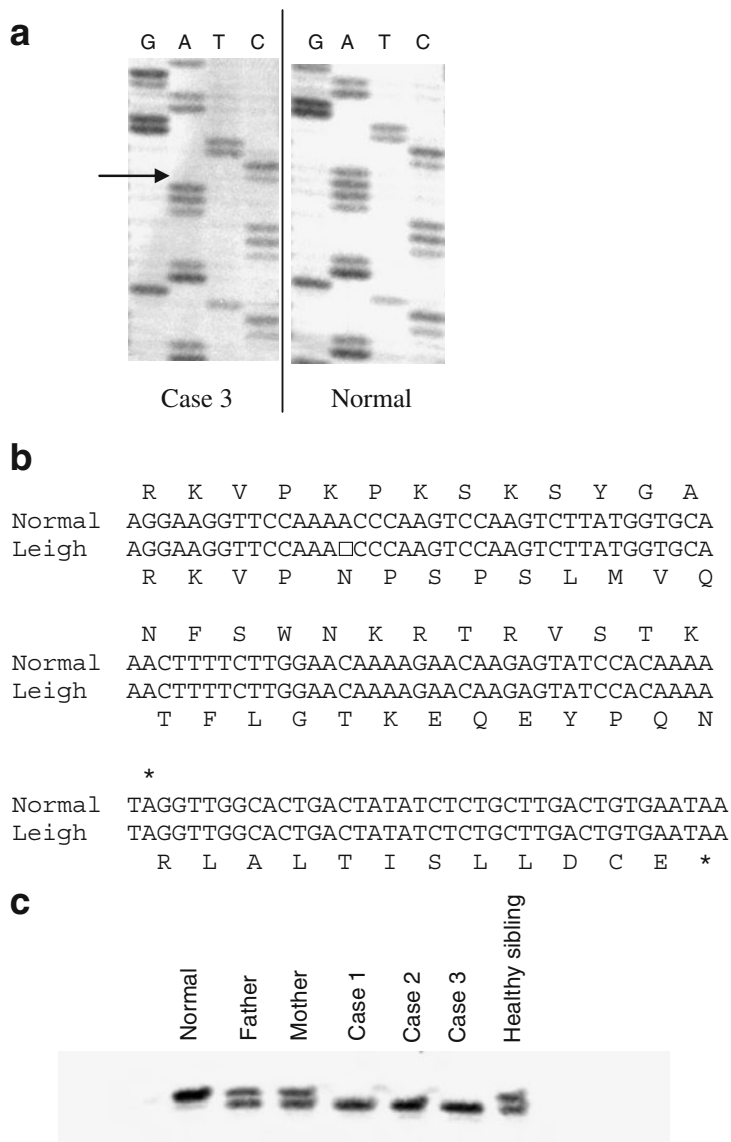 a
G A T C G A T C
Case 3 Normal
b
R K V P K P K S K S Y G A
Normal AGGAAGGTTCCAAAACCCAAGTCCAAGTCTTATGGTGCA
Leigh AGGAAGGTTCCAAA□CCCAAGTCCAAGTCTTATGGTGCA
R K V P N P S P S L M V Q
N F S W N K R T R V S T K
Normal AACTTTTCTTGGAACAAAAGAACAAGAGTATCCACAAAA
Leigh AACTTTTCTTGGAACAAAAGAACAAGAGTATCCACAAAA
T F L G T K E Q E Y P Q N
*
Normal TAGGTTGGCACTGACTATATCTCTGCTTGACTGTGAATAA
Leigh TAGGTTGGCACTGACTATATCTCTGCTTGACTGTGAATAA
R L A L T I S L L D C E *
c
Normal
Father
Mother
Case 1
Case 2
Case 3
Healthy sibling